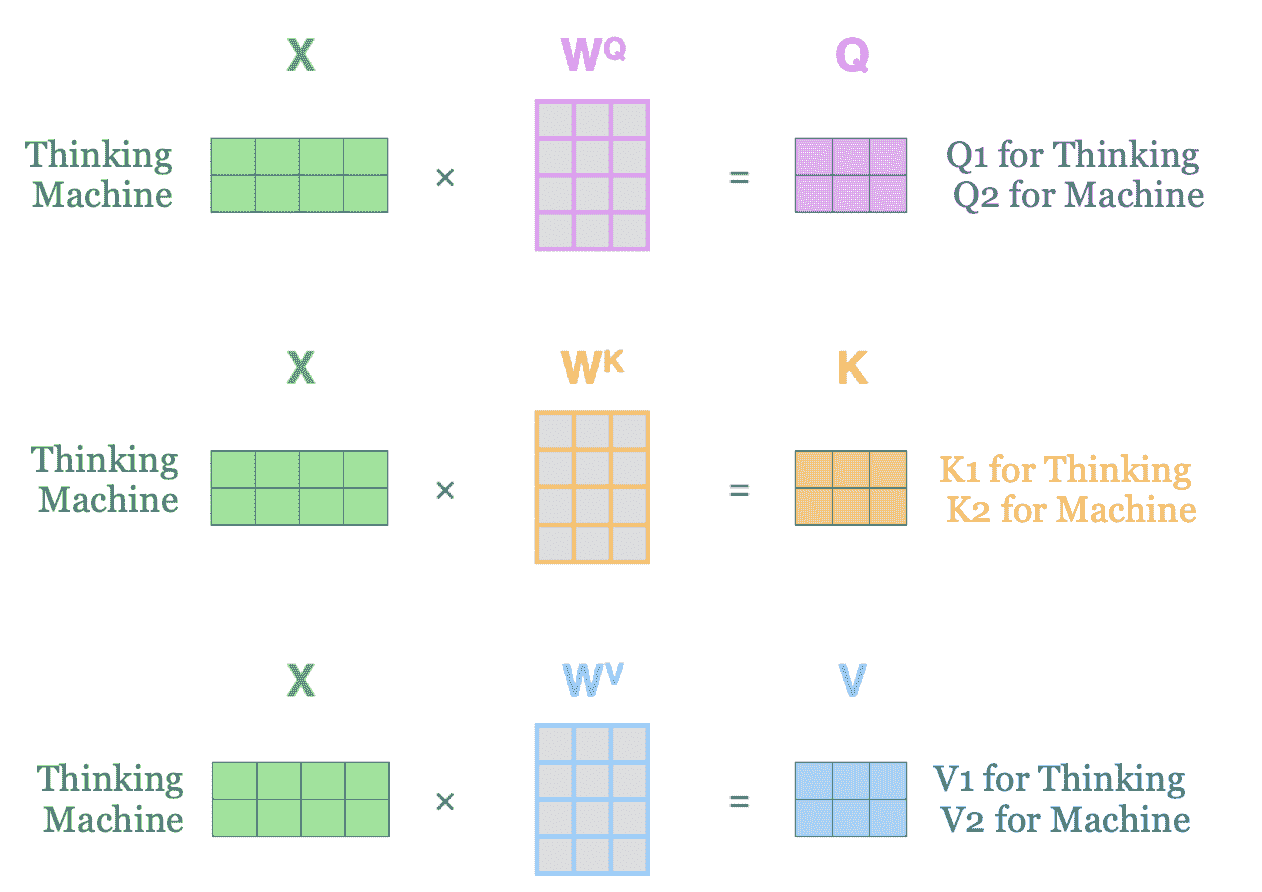 X Wᵠ Q
Thinking
Machine
×
=
Q1 for Thinking
Q2 for Machine
X Wᴷ K
Thinking
Machine
×
=
K1 for Thinking
K2 for Machine
X Wⱽ V
Thinking
Machine
×
=
V1 for Thinking
V2 for Machine